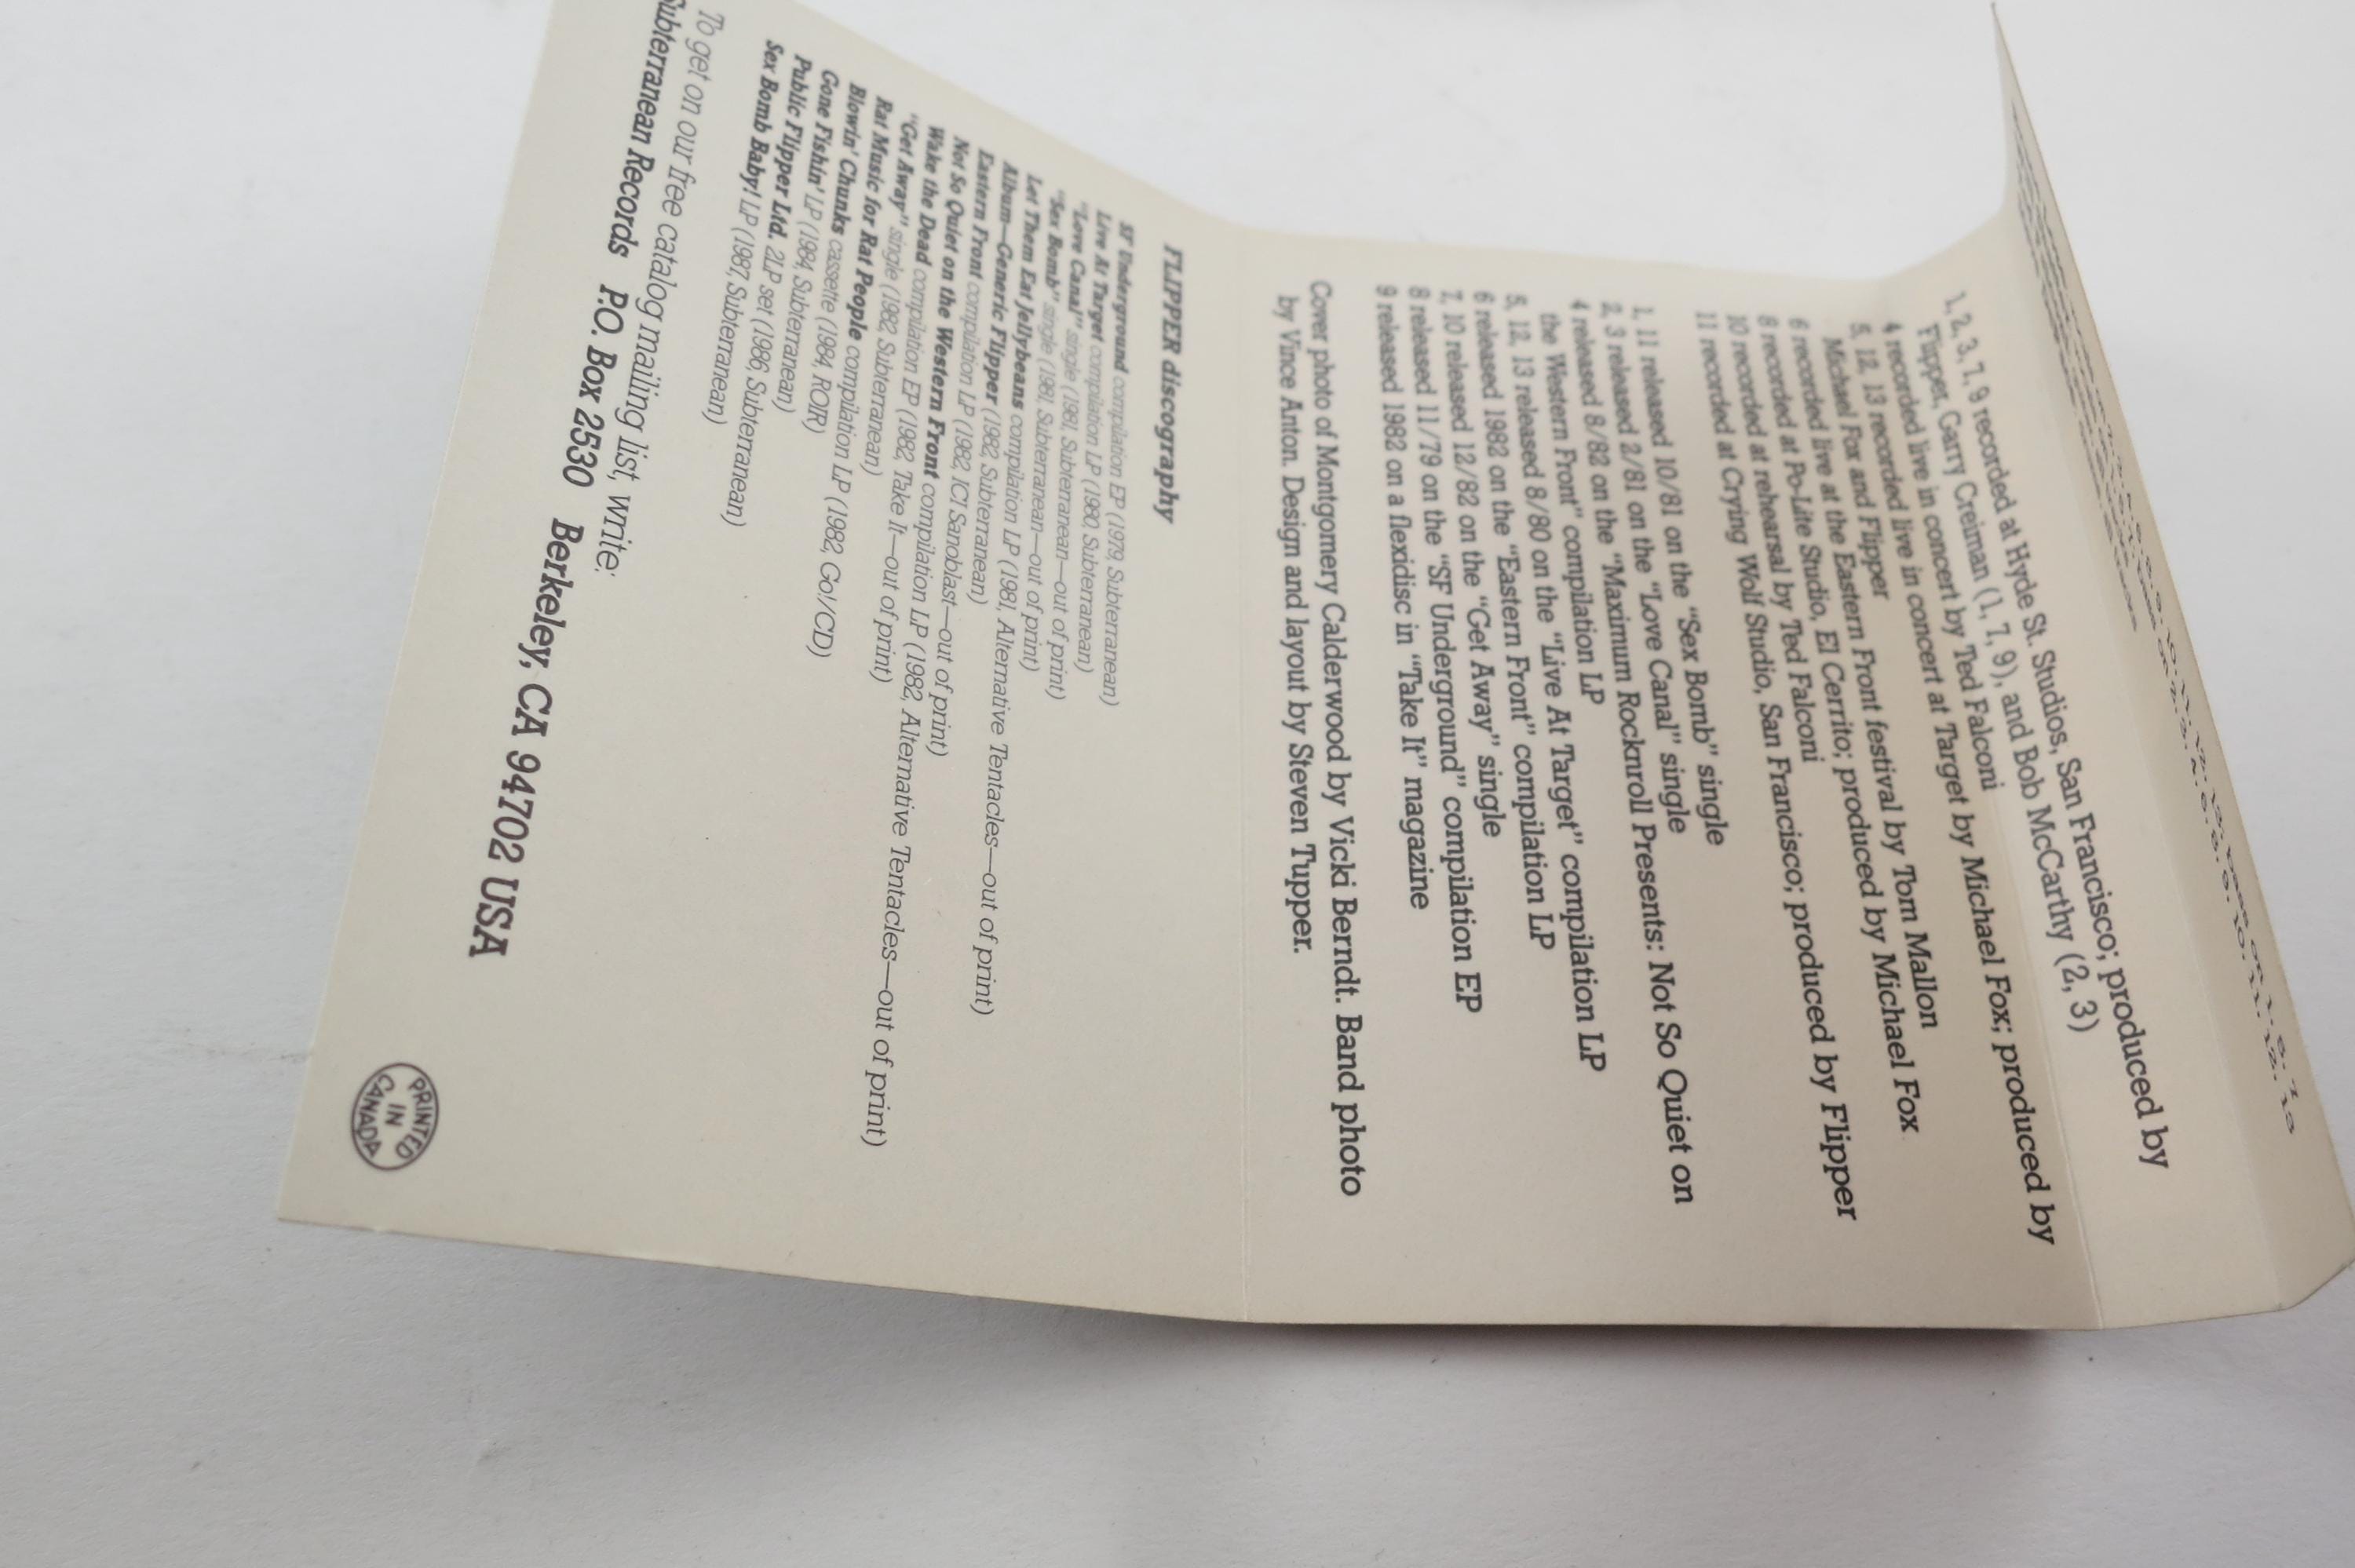 1, 2, 3, 7, 9 recorded at Hyde St. Studios, San Francisco; produced by
Flipper, Garry Creiman (1, 7, 9), and Bob McCarthy (2, 3)
4 recorded live in concert by Ted Falconi
5, 12, 13 recorded live in concert at Target by Michael Fox; produced by
Michael Fox and Flipper
6 recorded live at the Eastern Front festival by Tom Mallon
8 recorded at Po-Lite Studio, El Cerrito; produced by Michael Fox
10 recorded at rehearsal by Ted Falconi
11 recorded at Crying Wolf Studio, San Francisco; produced by Flipper
1, 11 released 10/81 on the "Sex Bomb" single
2, 3 released 2/81 on the "Love Canal" single
4 released 8/82 on the "Maximum Rocknroll Presents: Not So Quiet on
the Western Front" compilation LP
5, 12, 13 released 8/80 on the "Live At Target" compilation LP
6 released 1982 on the "Eastern Front" compilation LP
7, 10 released 12/82 on the "Get Away" single
8 released 11/79 on the "SF Underground" compilation EP
9 released 1982 on a flexidisc in "Take It" magazine
Cover photo of Montgomery Calderwood by Vicki Berndt. Band photo
by Vince Anton. Design and layout by Steven Tupper.
FLIPPER discography
SF Underground compilation EP (1979, Subterranean)
Live At Target compilation LP (1980, Subterranean)
"Love Canal" single (1981, Subterranean—out of print)
"Sex Bomb" single (1981, Subterranean—out of print)
Let Them Eat Jellybeans compilation LP (1981, Alternative Tentacles—out of print)
Album—Generic Flipper (1982, Subterranean)
Eastern Front compilation LP (1982, ICI Sanoblast—out of print)
Not So Quiet on the Western Front compilation LP (1982, Alternative Tentacles—out of print)
Wake the Dead compilation EP (1982, Take It—out of print)
"Get Away" single (1982, Subterranean)
Rat Music for Rat People compilation LP (1982, Go!/CD)
Blowin' Chunks cassette (1984, ROIR)
Gone Fishin' LP (1984, Subterranean)
Public Flipper Ltd. 2LP set (1986, Subterranean)
Sex Bomb Baby! LP (1987, Subterranean)
To get on our free catalog mailing list, write:
Subterranean Records P.O. Box 2530 Berkeley, CA 94702 USA
PRINTED
IN
CANADA